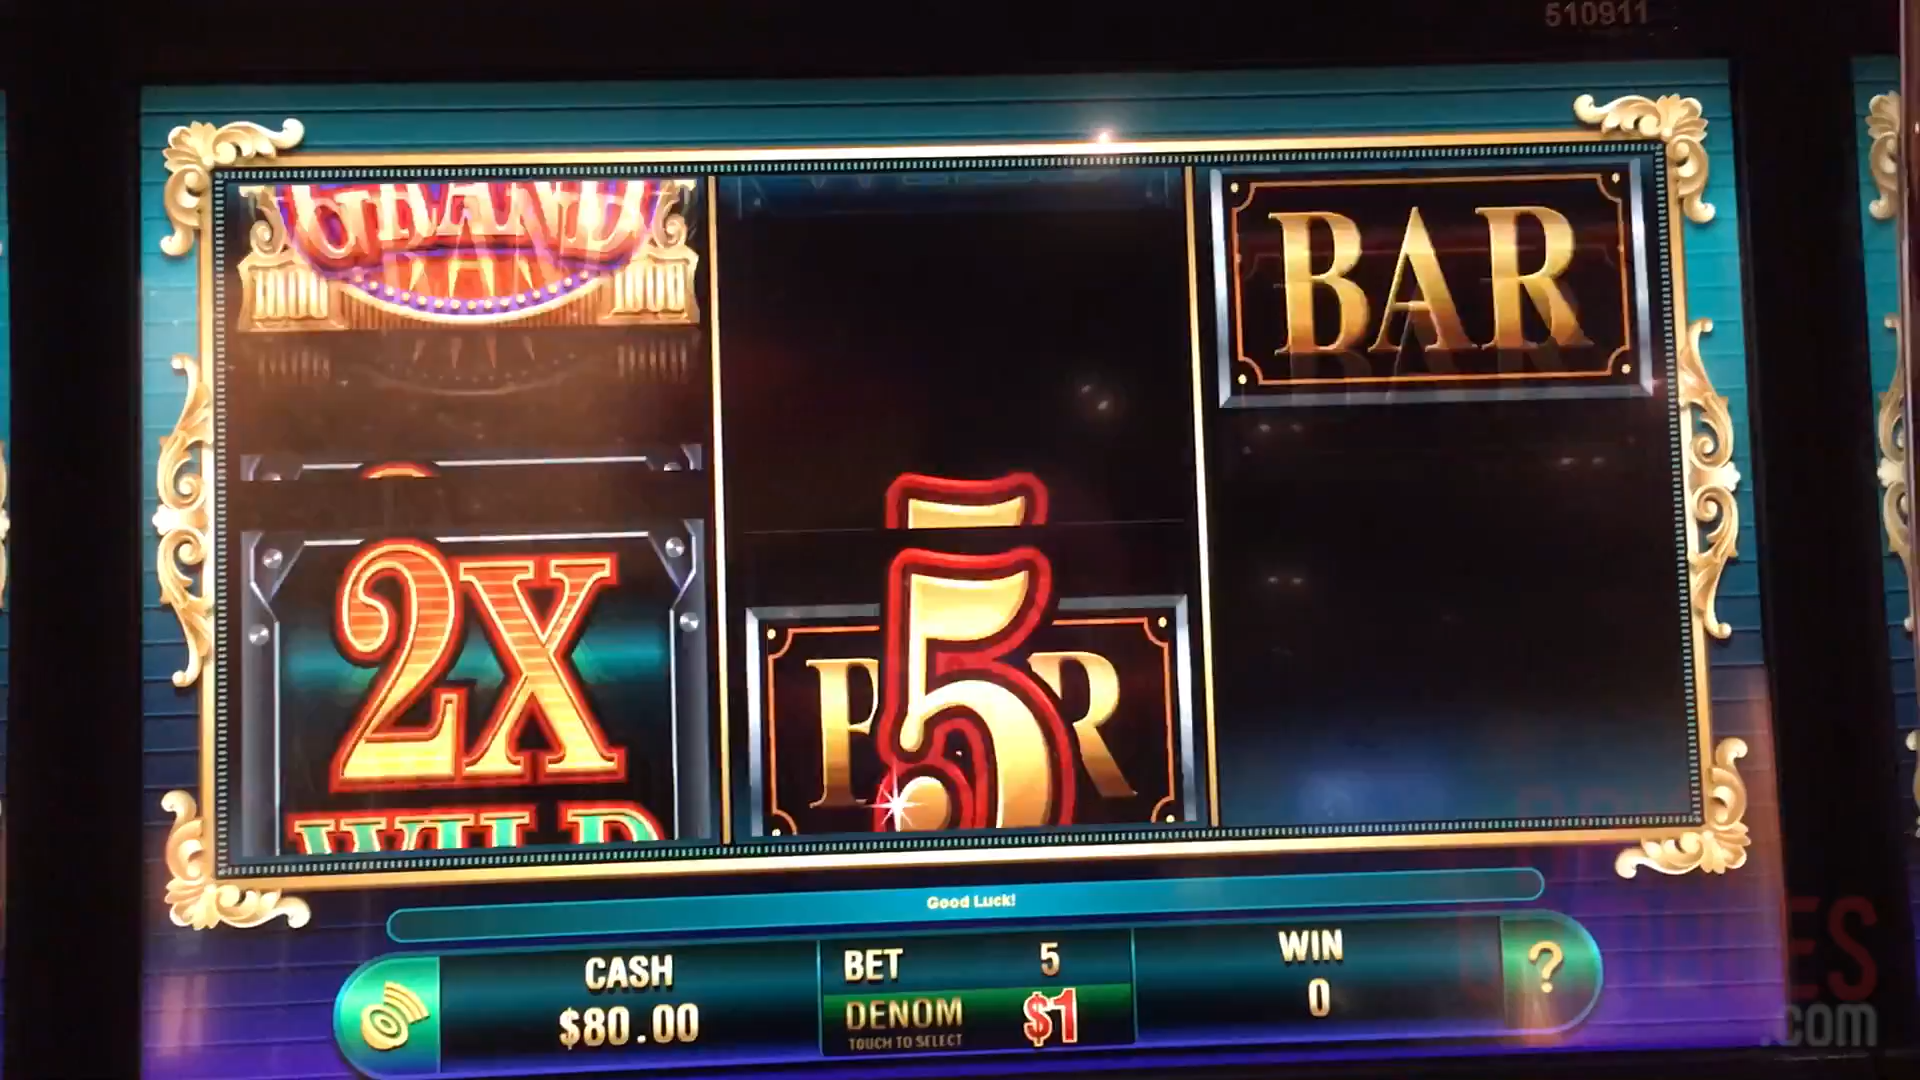 510911
GRAND
1000 1000
BAR
2X
5
WILD
Good Luck!
CASH
$80.00
BET 5
DENOM $1
TOUCH TO SELECT
WIN
0
?
.com